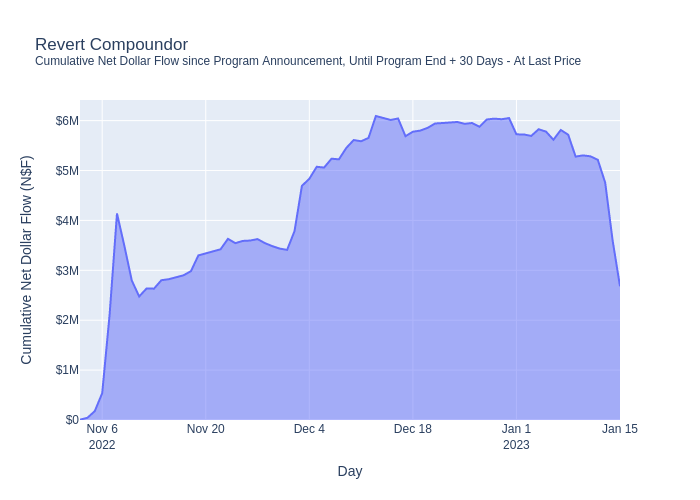 Revert Compoundor
Cumulative Net Dollar Flow since Program Announcement, Until Program End + 30 Days - At Last Price
Cumulative Net Dollar Flow (N$F)
$6M
$5M
$4M
$3M
$2M
$1M
$0
Nov 6 Nov 20 Dec 4 Dec 18 Jan 1 Jan 15
2022 2023
Day